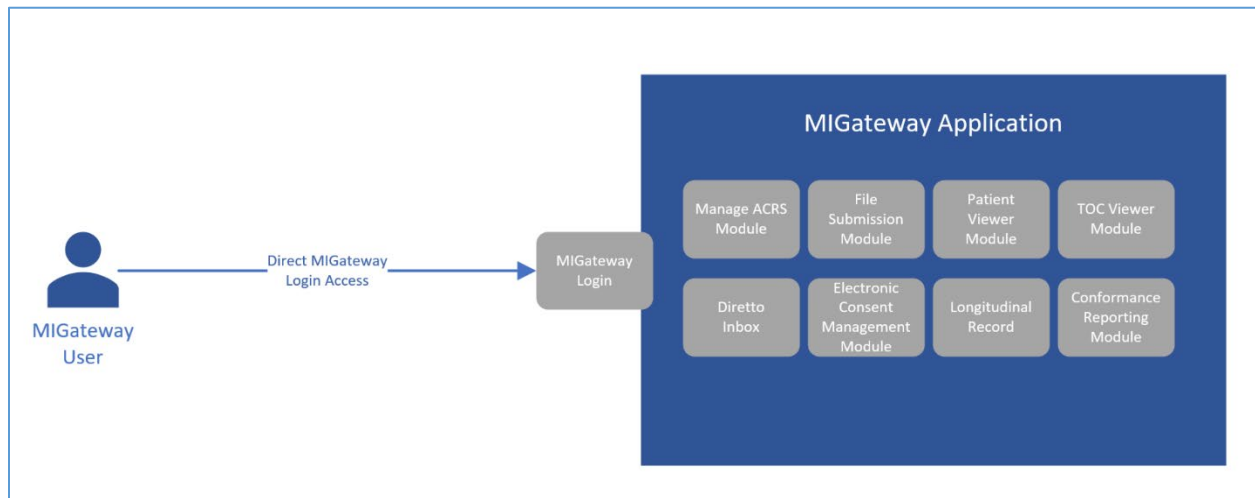 MIGateway Application
Manage ACRS
Module
File
Submission
Module
Patient
Viewer
Module
TOC Viewer
Module
Direct MIGateway
Login Access
MIGateway
Login
MIGateway
User
Diretto
Inbox
Electronic
Consent
Management
Module
Longitudinal
Record
Conformance
Reporting
Module